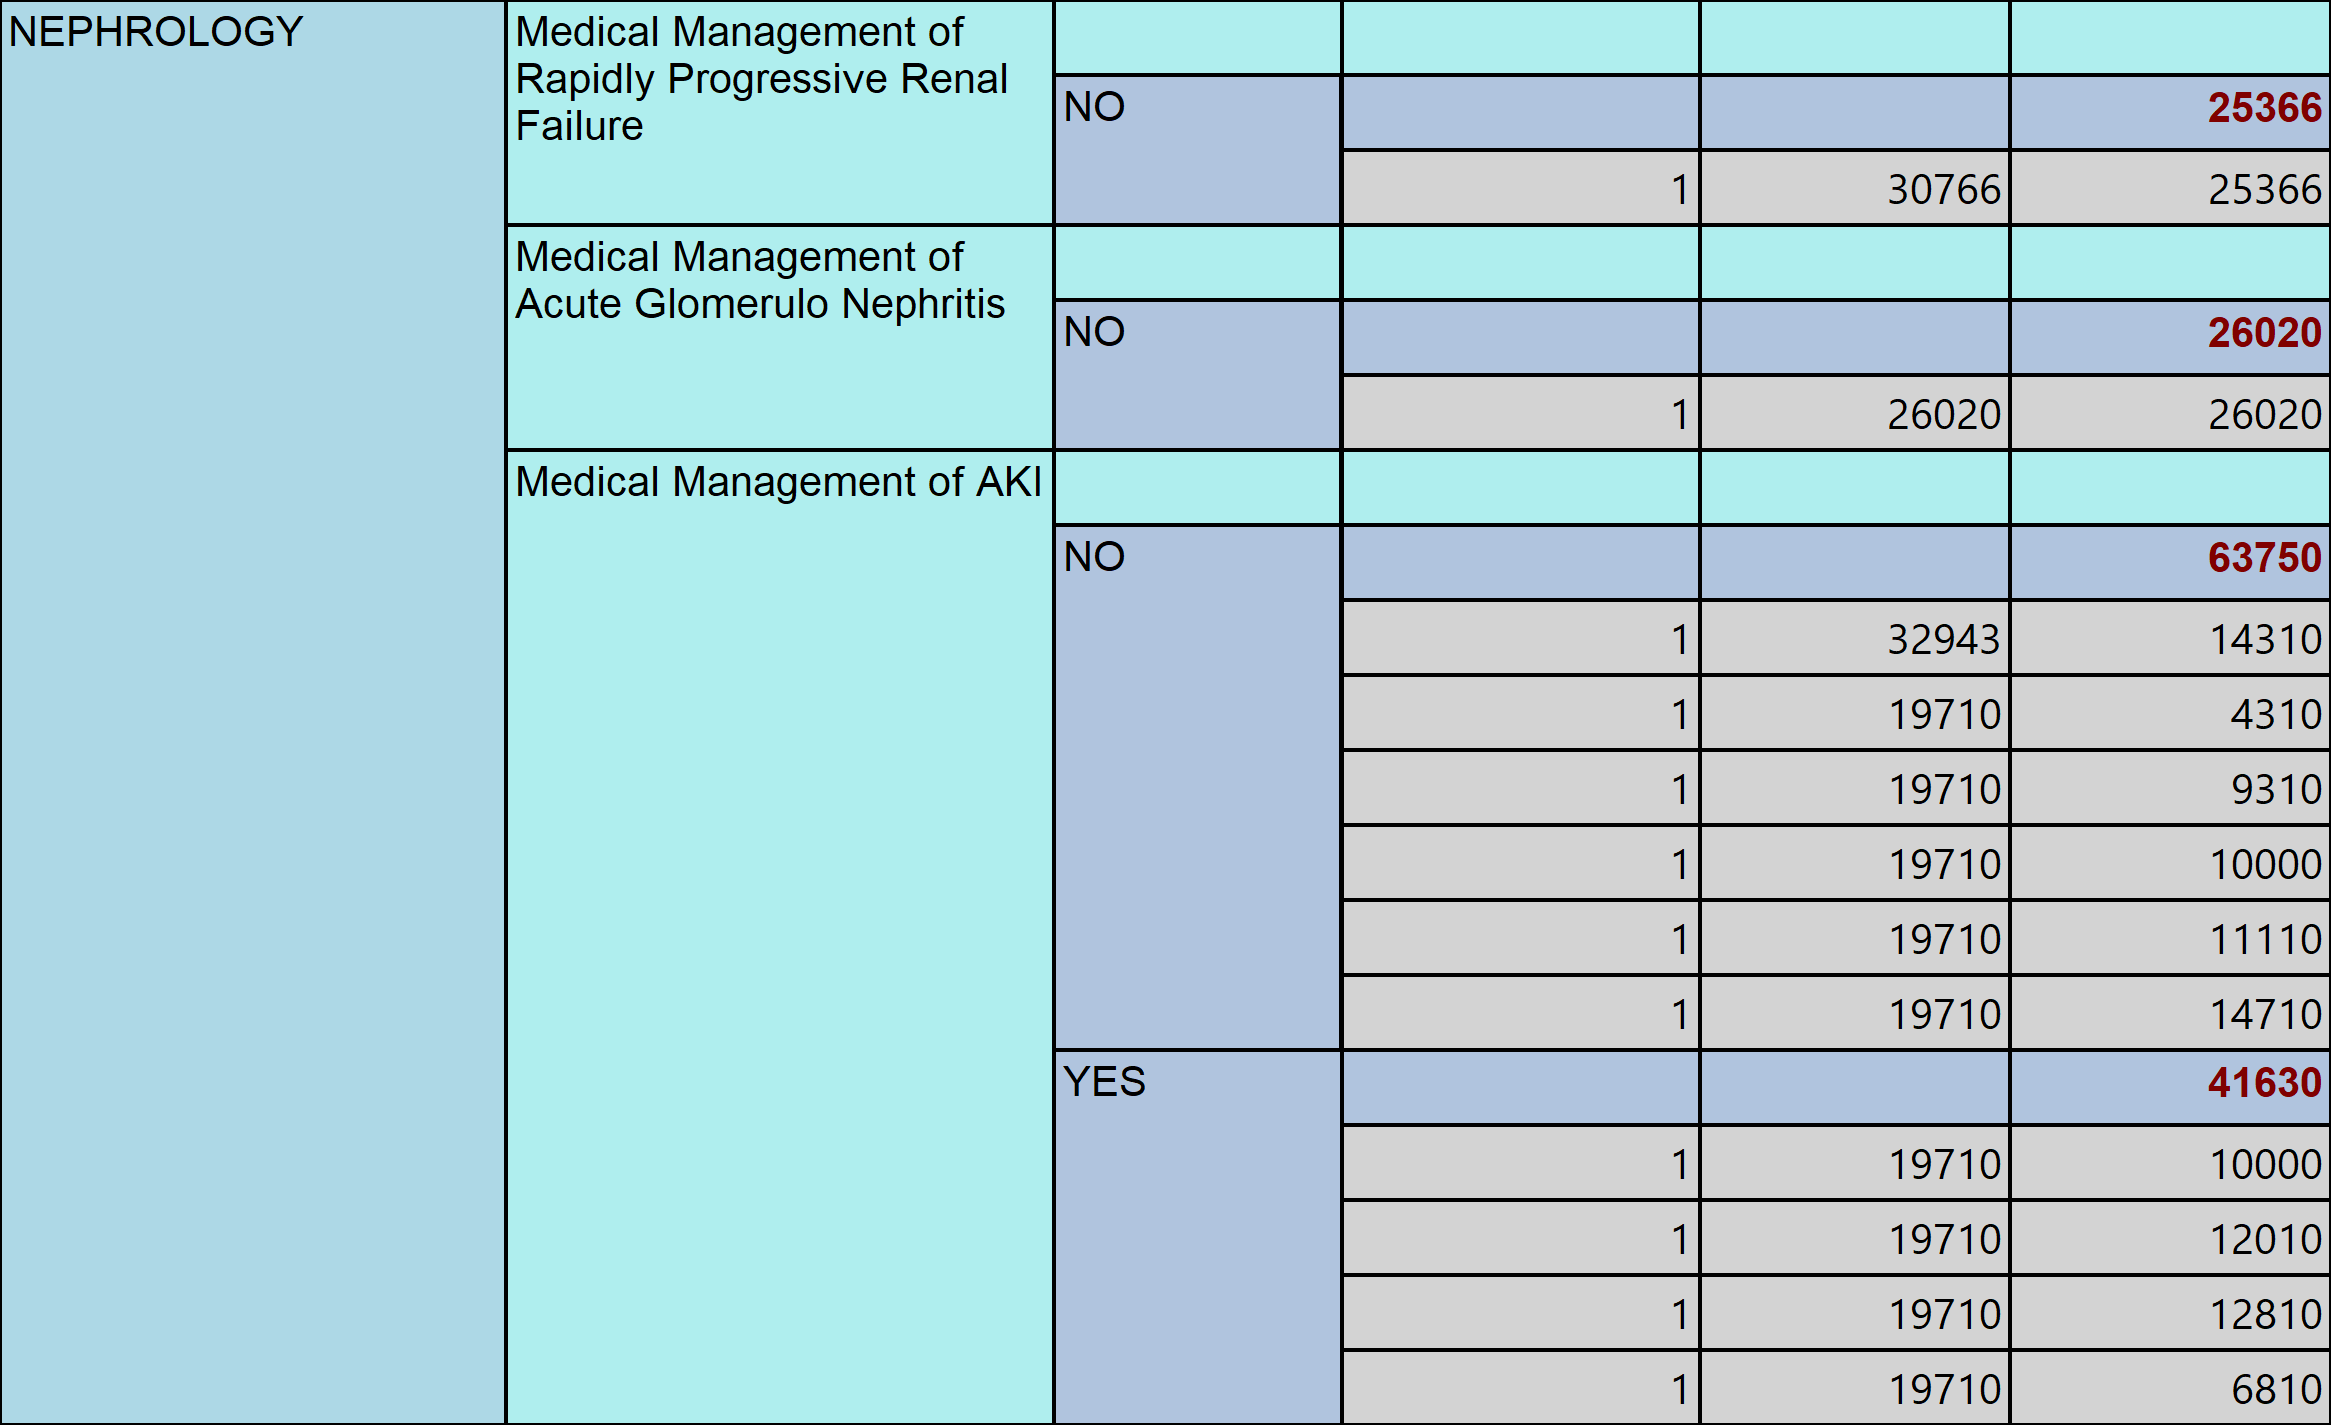 NEPHROLOGY
Medical Management of
Rapidly Progressive Renal
Failure
NO
25366
1 30766 25366
Medical Management of
Acute Glomerulo Nephritis
NO
26020
1 26020 26020
Medical Management of AKI
NO
63750
1 32943 14310
1 19710 4310
1 19710 9310
1 19710 10000
1 19710 11110
1 19710 14710
YES
41630
1 19710 10000
1 19710 12010
1 19710 12810
1 19710 6810